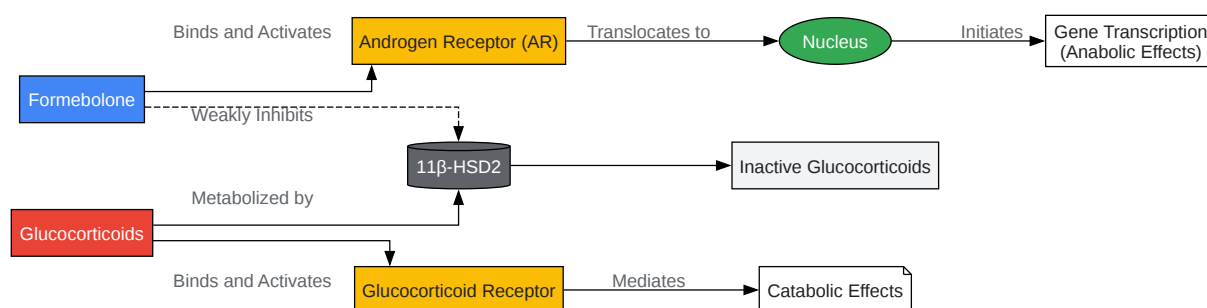 Binds and Activates
Androgen Receptor (AR)
Translocates to
Nucleus
Initiates
Gene Transcription
(Anabolic Effects)
Formebolone
Weakly Inhibits
11β-HSD2
Inactive Glucocorticoids
Metabolized by
Glucocorticoids
Binds and Activates
Glucocorticoid Receptor
Mediates
Catabolic Effects